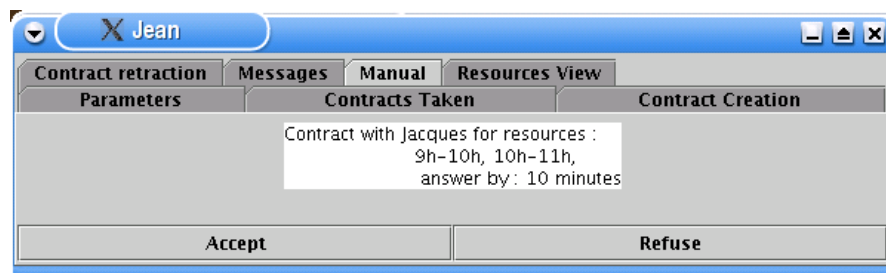 Jean
Contract retraction Messages Manual Resources View
Parameters Contracts Taken Contract Creation
Contract with Jacques for resources :
9h-10h, 10h-11h,
answer by : 10 minutes
Accept Refuse